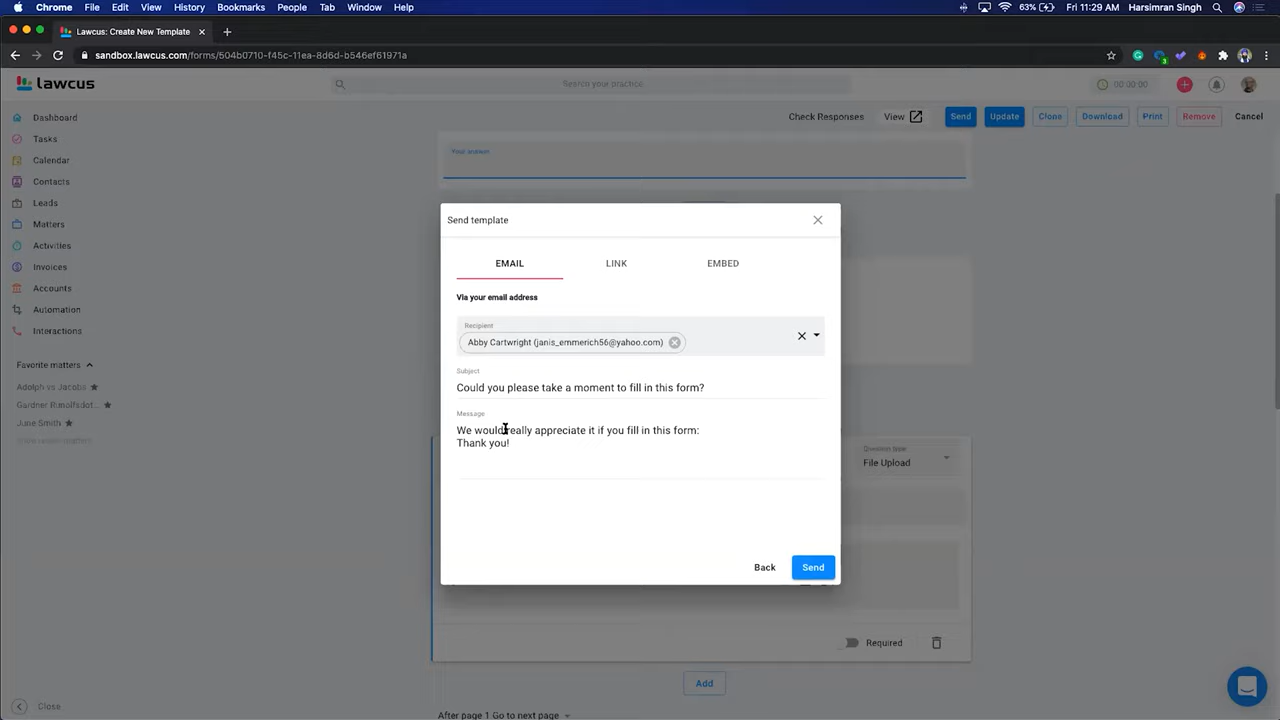 Chrome File Edit View History Bookmarks People Tab Window Help 63% Fri 11:29 AM Harsimran Singh
Lawcus: Create New Template
sandbox.lawcus.com/forms/504b0710-f45c-11ea-8d6d-b546ef61971a
3
lawcus Search your practice 00:00:00
Check Responses View Send Update Clone Download Print Remove Cancel
Dashboard
Tasks
Calendar
Contacts
Leads
Matters
Activities
Invoices
Accounts
Automation
Interactions
Favorite matters
Adolph vs Jacobs
Gardner Runolfsdot...
June Smith
Close
Your answer
Send template
EMAIL LINK EMBED
Via your email address
Recipient
Abby Cartwright (janis_emmerich56@yahoo.com)
Subject
Could you please take a moment to fill in this form?
Message
We would really appreciate it if you fill in this form:
Thank you!
Back Send
Question type
File Upload
Required
Add
After page 1 Go to next page